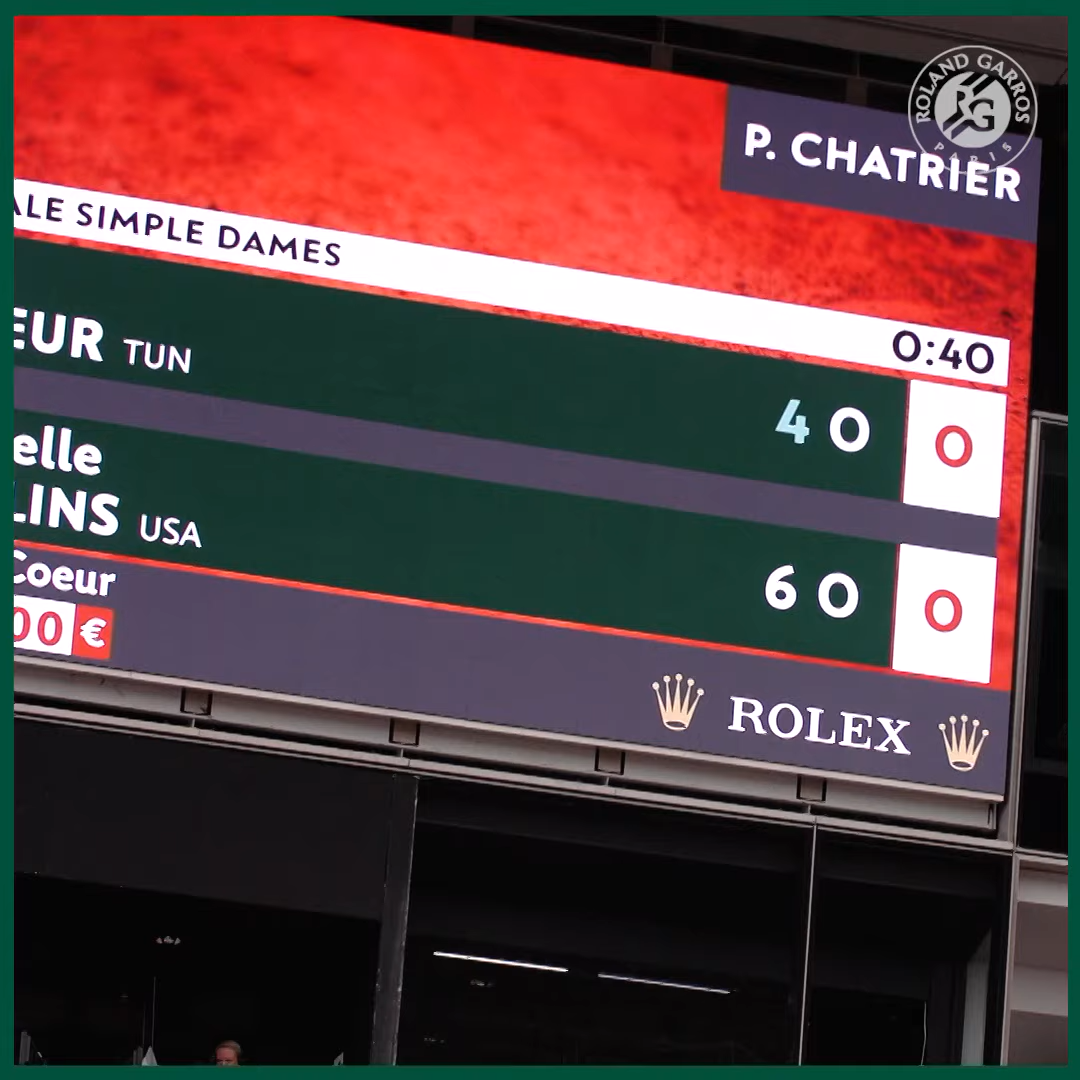 ROLAND GARROS
RG
PARIS
P. CHATRIER
ALE SIMPLE DAMES
0:40
EUR TUN
4 0 0
elle
LINS USA
6 0 0
Coeur
00 €
ROLEX